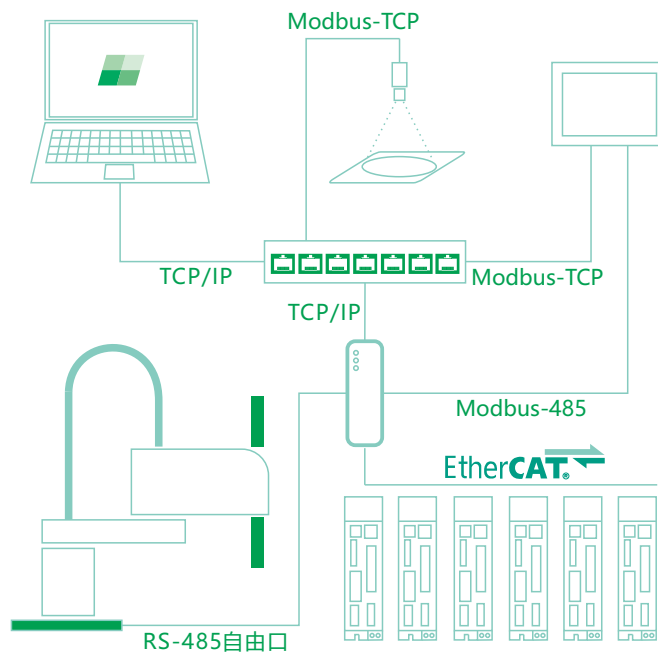 Modbus-TCP
TCP/IP
Modbus-TCP
TCP/IP
Modbus-485
EtherCAT®
RS-485自由口